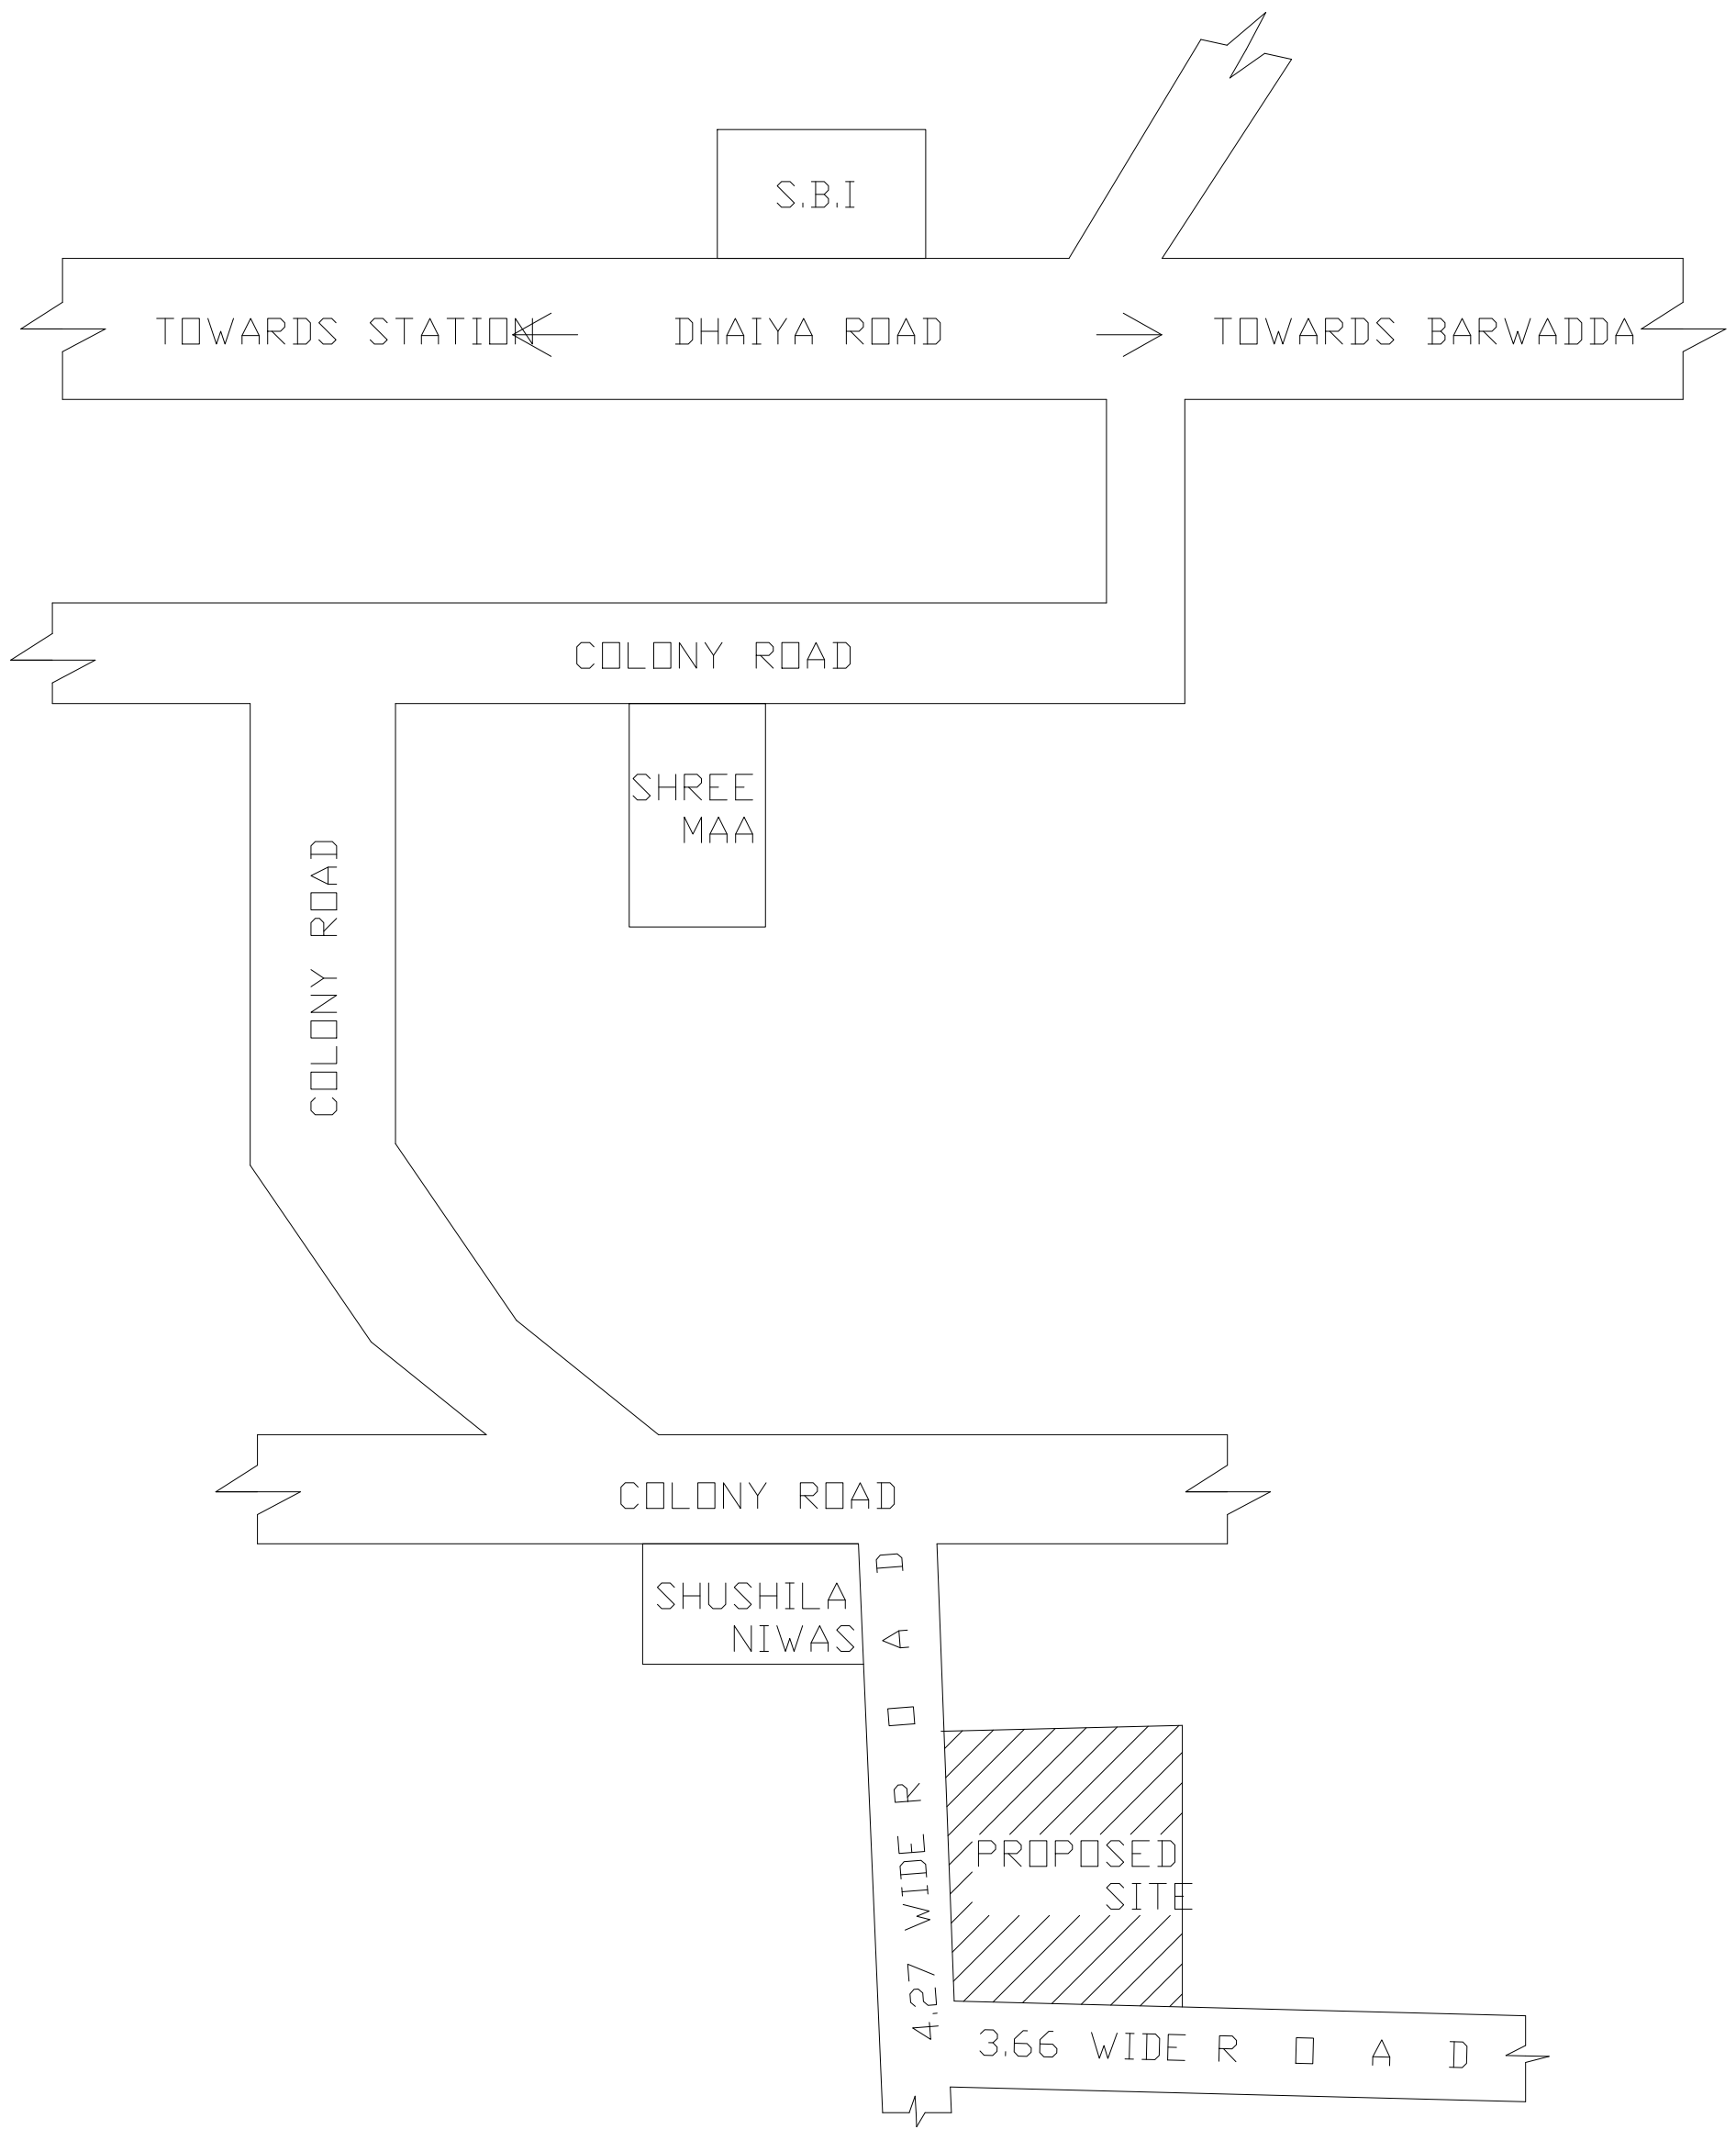 S.B.I
TOWARDS STATION
DHAIYA ROAD
TOWARDS BARWADDA
COLONY ROAD
SHREE
MAA
COLONY ROAD
COLONY ROAD
SHUSHILA
NIWAS
4.27 WIDE R O A D
PROPOSED
SITE
3.66 WIDE R O A D